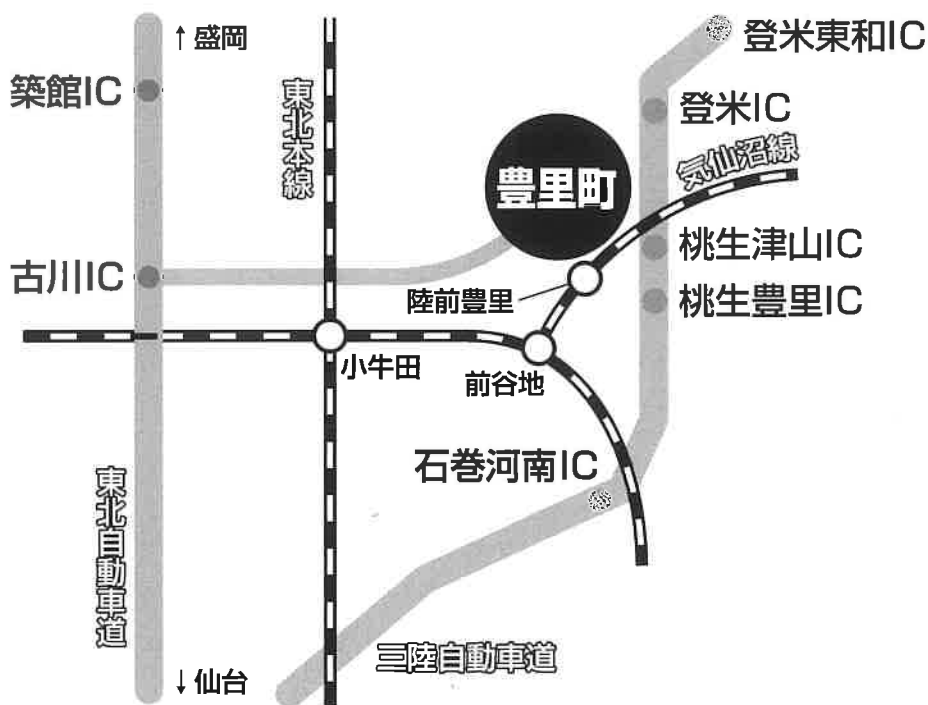 ↑盛岡
登米東和IC
築館IC
東北本線
登米IC
気仙沼線
豊里町
桃生津山IC
古川IC
陸前豊里
桃生豊里IC
小牛田
前谷地
石巻河南IC
東北自動車道
三陸自動車道
↓仙台